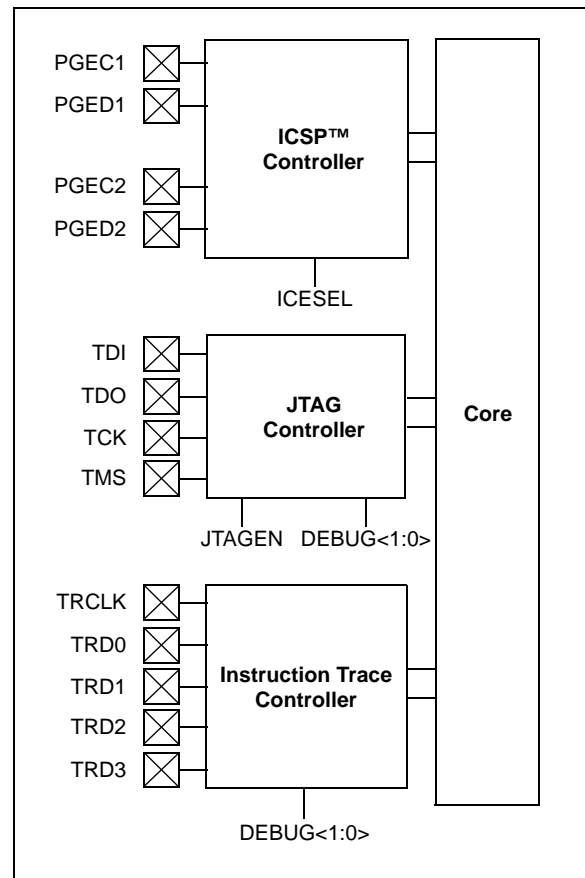 PGEC1
PGED1
PGEC2
PGED2
ICSP™
Controller
ICESEL
TDI
TDO
TCK
TMS
JTAG
Controller
JTAGEN
DEBUG<1:0>
Core
TRCLK
TRD0
TRD1
TRD2
TRD3
Instruction Trace
Controller
DEBUG<1:0>